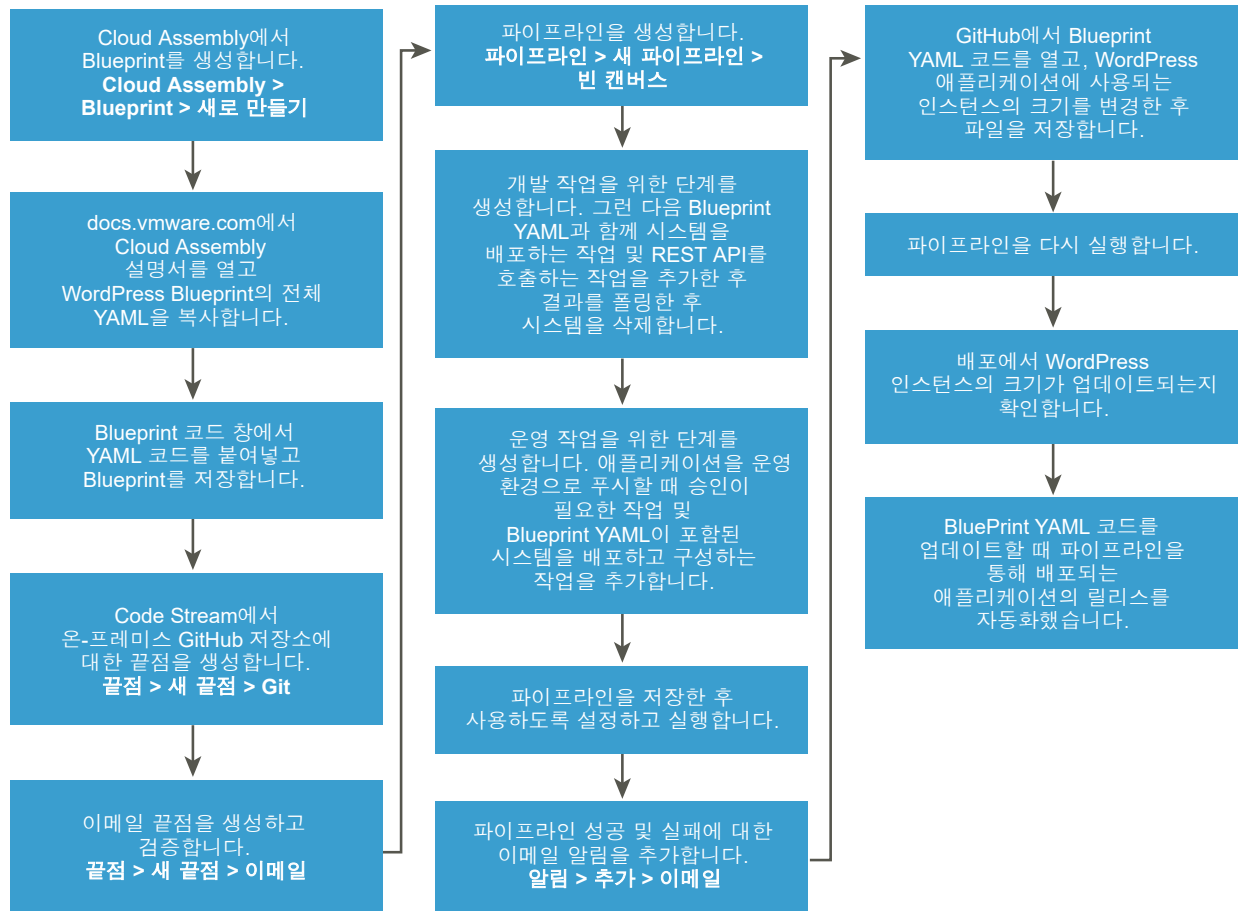 Cloud Assembly에서
Blueprint를 생성합니다.
Cloud Assembly >
Blueprint > 새로 만들기
docs.vmware.com에서
Cloud Assembly
설명서를 열고
WordPress Blueprint의 전체
YAML을 복사합니다.
Blueprint 코드 창에서
YAML 코드를 붙여넣고
Blueprint를 저장합니다.
Code Stream에서
온-프레미스 GitHub 저장소에
대한 끝점을 생성합니다.
끝점 > 새 끝점 > Git
이메일 끝점을 생성하고
검증합니다.
끝점 > 새 끝점 > 이메일
파이프라인을 생성합니다.
파이프라인 > 새 파이프라인 >
빈 캔버스
개발 작업을 위한 단계를
생성합니다. 그런 다음 Blueprint
YAML과 함께 시스템을
배포하는 작업 및 REST API를
호출하는 작업을 추가한 후
결과를 폴링한 후
시스템을 삭제합니다.
운영 작업을 위한 단계를
생성합니다. 애플리케이션을 운영
환경으로 푸시할 때 승인이
필요한 작업 및
Blueprint YAML이 포함된
시스템을 배포하고 구성하는
작업을 추가합니다.
파이프라인을 저장한 후
사용하도록 설정하고 실행합니다.
파이프라인 성공 및 실패에 대한
이메일 알림을 추가합니다.
알림 > 추가 > 이메일
GitHub에서 Blueprint
YAML 코드를 열고, WordPress
애플리케이션에 사용되는
인스턴스의 크기를 변경한 후
파일을 저장합니다.
파이프라인을 다시 실행합니다.
배포에서 WordPress
인스턴스의 크기가 업데이트되는지
확인합니다.
BluePrint YAML 코드를
업데이트할 때 파이프라인을
통해 배포되는
애플리케이션의 릴리스를
자동화했습니다.